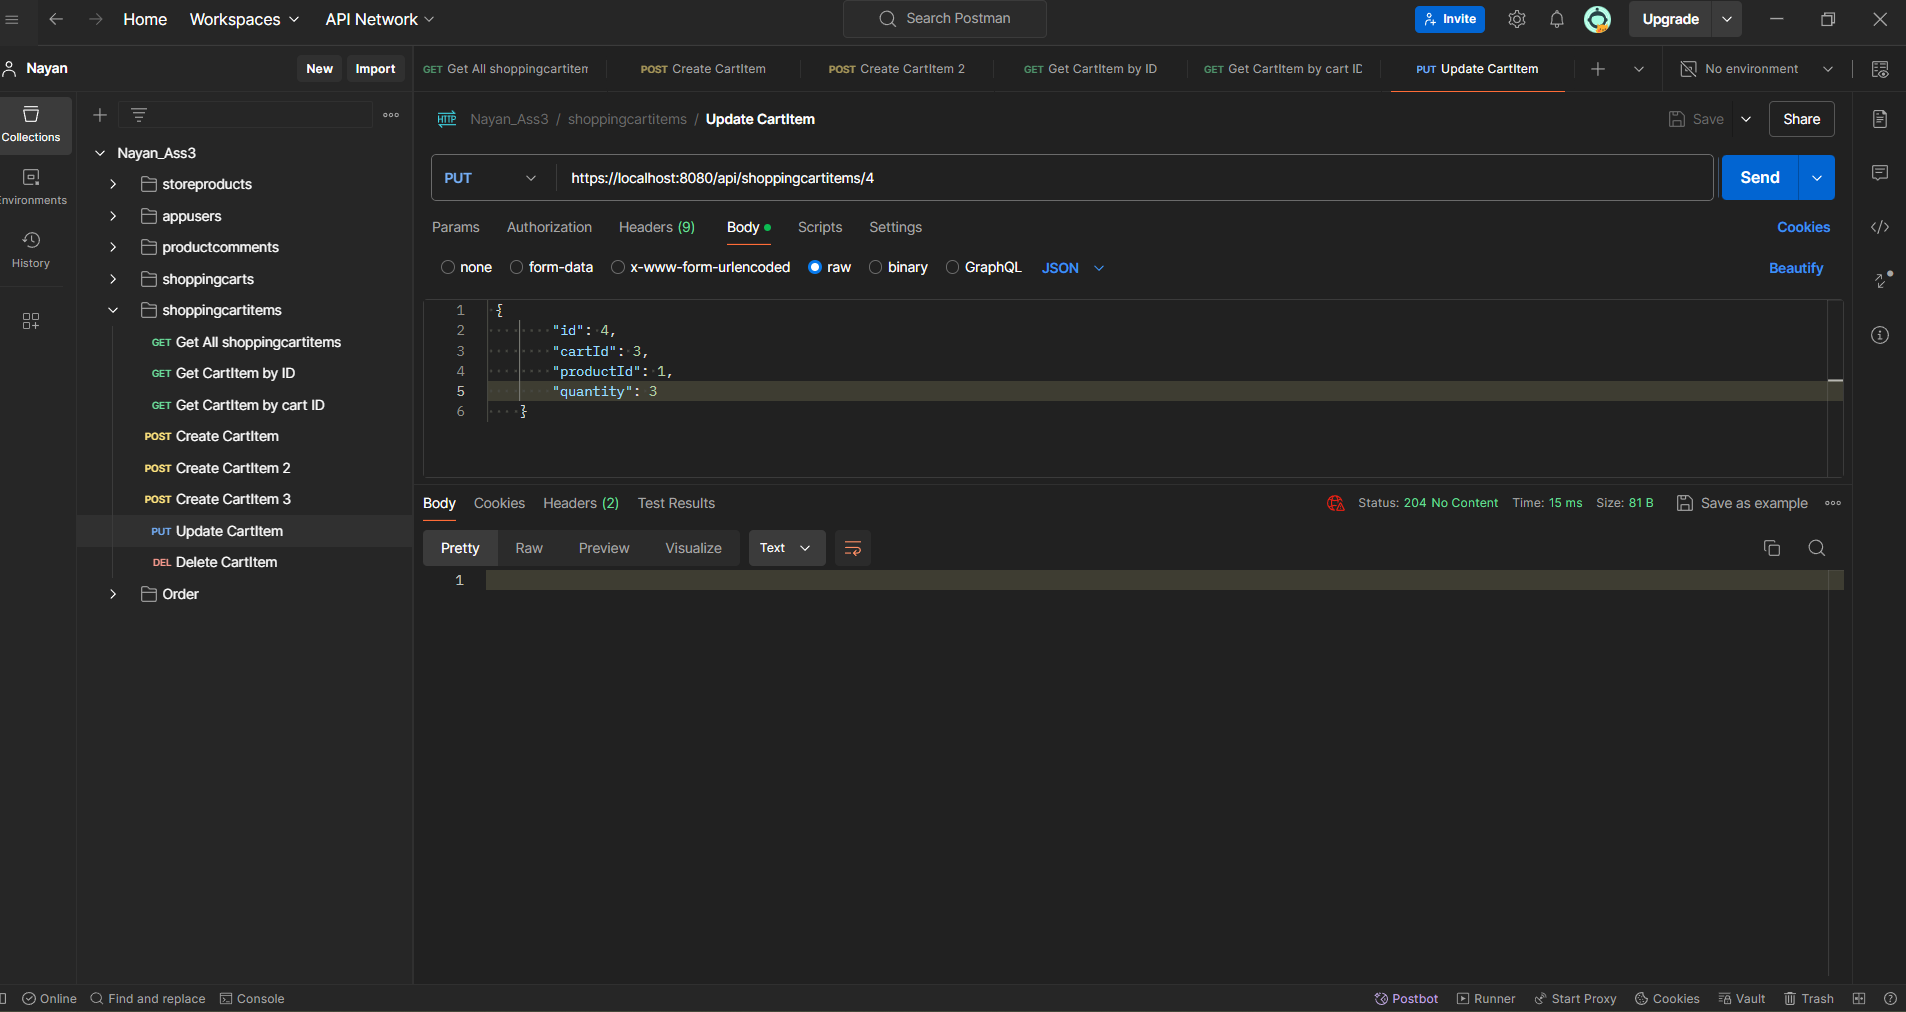 Home Workspaces API Network Search Postman Invite Upgrade
Nayan New Import
GET Get All shoppingcartiten POST Create CartItem POST Create CartItem 2 GET Get CartItem by ID GET Get CartItem by cart IC PUT Update CartItem No environment
Collections
nvironments
History
Nayan_Ass3
storeproducts
appusers
productcomments
shoppingcarts
shoppingcartitems
GET Get All shoppingcartitems
GET Get CartItem by ID
GET Get CartItem by cart ID
POST Create CartItem
POST Create CartItem 2
POST Create CartItem 3
PUT Update CartItem
DEL Delete CartItem
Order
HTTP Nayan_Ass3 / shoppingcartitems / Update CartItem Save Share
PUT https://localhost:8080/api/shoppingcartitems/4 Send
Params Authorization Headers (9) Body Scripts Settings Cookies
none form-data x-www-form-urlencoded raw binary GraphQL JSON Beautify
1 {
2 "id": 4,
3 "cartId": 3,
4 "productId": 1,
5 "quantity": 3
6 }
Body Cookies Headers (2) Test Results Status: 204 No Content Time: 15 ms Size: 81 B Save as example
Pretty Raw Preview Visualize Text
1
Online Find and replace Console Postbot Runner Start Proxy Cookies Vault Trash